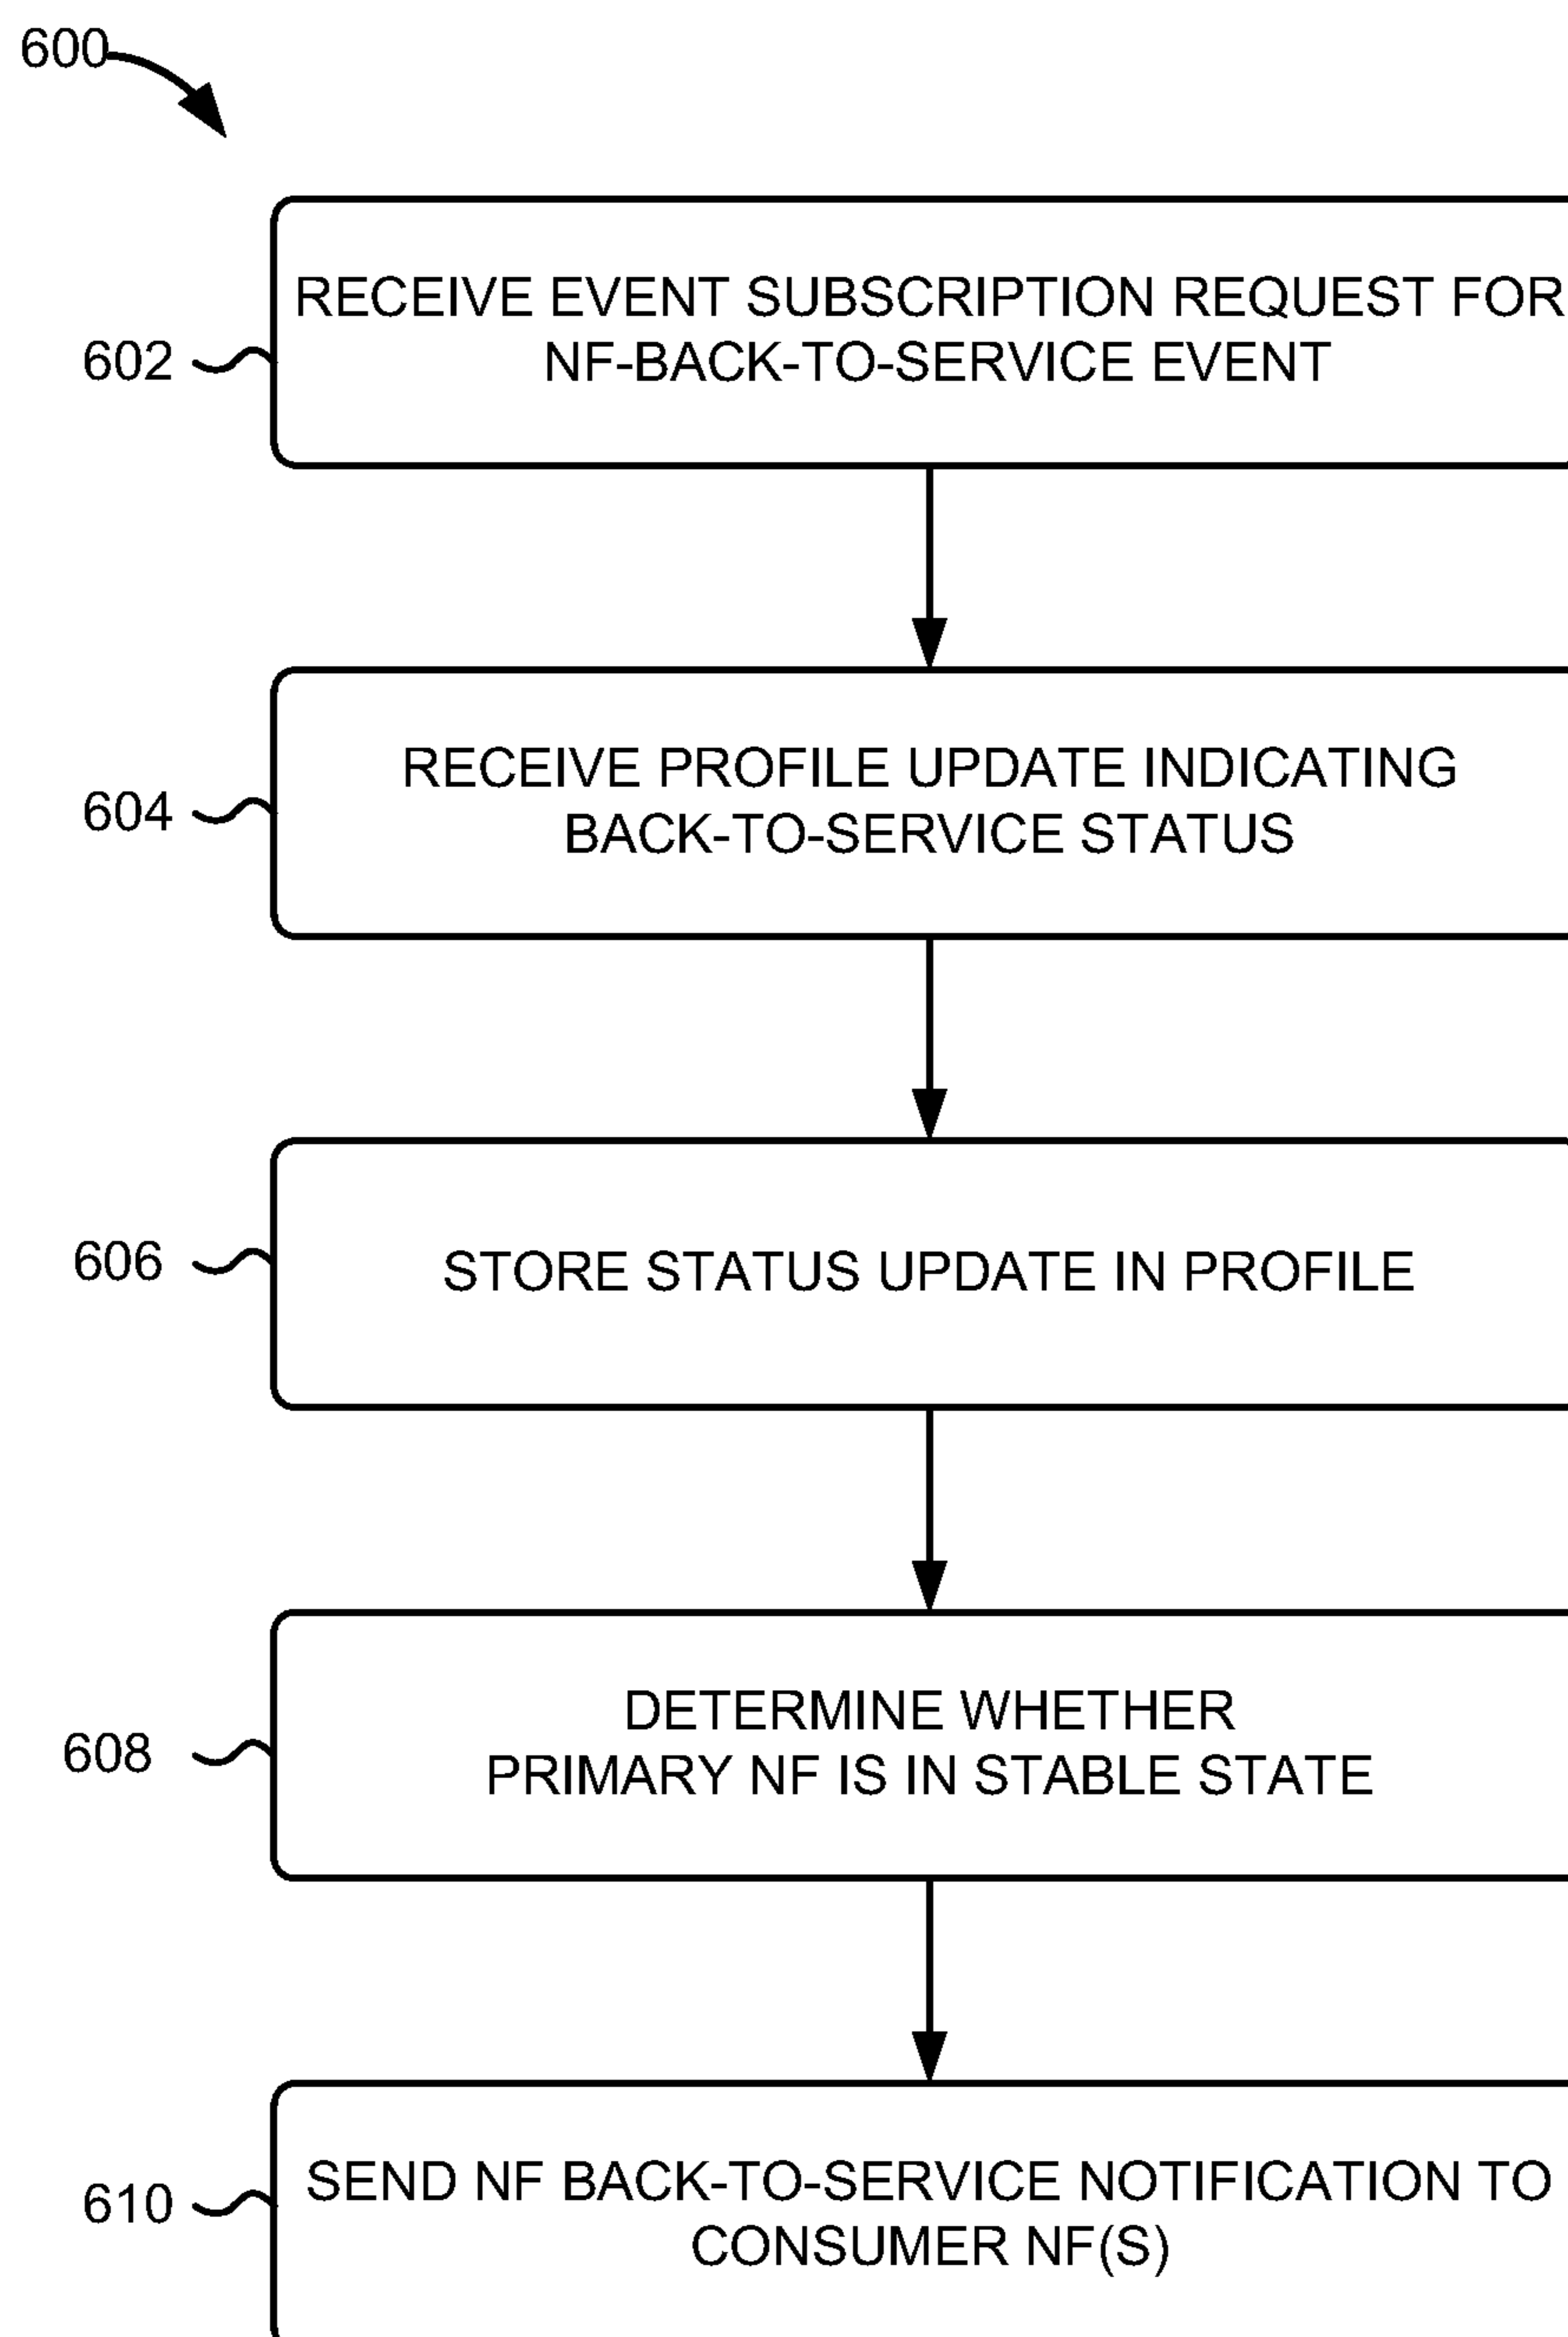 600
RECEIVE EVENT SUBSCRIPTION REQUEST FOR
NF-BACK-TO-SERVICE EVENT
602
RECEIVE PROFILE UPDATE INDICATING
BACK-TO-SERVICE STATUS
604
STORE STATUS UPDATE IN PROFILE
606
DETERMINE WHETHER
PRIMARY NF IS IN STABLE STATE
608
SEND NF BACK-TO-SERVICE NOTIFICATION TO
CONSUMER NF(S)
610